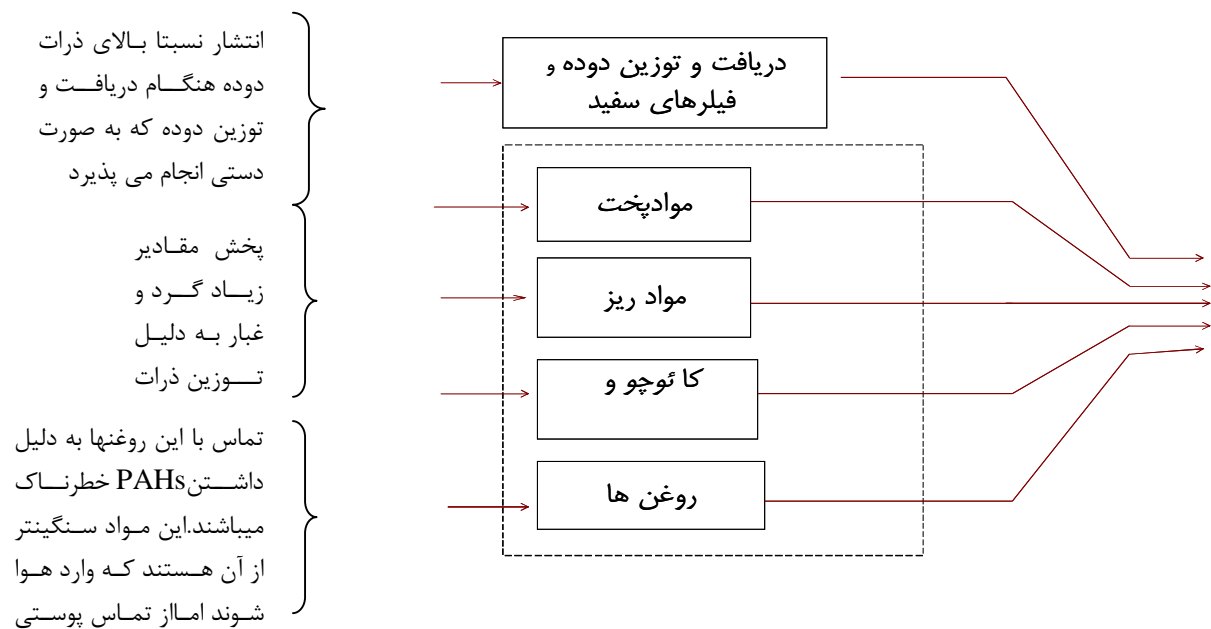 دریافت و توزین دوده و
فیلرهای سفید
موادپخت
مواد ریز
کا ئوچو و
روغن ها
انتشار نسبتا بالای ذرات
دوده هنگام دریافت و
توزین دوده که به صورت
دستی انجام می پذیرد
پخش مقادیر
زیاد گرد و
غبار به دلیل
توزین ذرات
تماس با این روغنها به دلیل
داشتن PAHs خطرناک
میباشند.این مواد سنگینتر
از آن هستند که وارد هوا
شوند امااز تماس پوستی